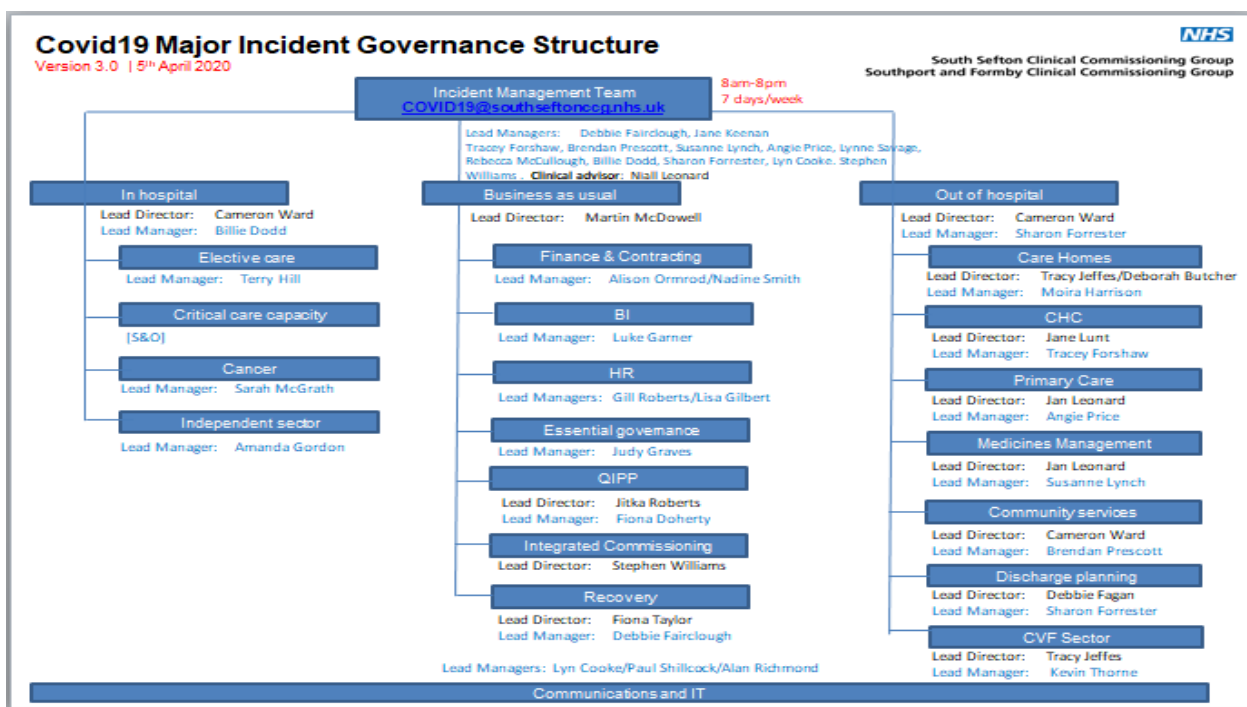 Covid19 Major Incident Governance Structure
Version 3.0 | 5th April 2020
NHS
South Sefton Clinical Commissioning Group
Southport and Formby Clinical Commissioning Group
Incident Management Team
COVID19@southseftonccg.nhs.uk
8am-8pm
7 days/week
Lead Managers: Debbie Fairclough, Jane Keenan
Tracey Forshaw, Brendan Prescott, Susanne Lynch, Angie Price, Lynne Savage,
Rebecca McCullough, Billie Dodd, Sharon Forrester, Lyn Cooke. Stephen
Williams . Clinical advisor: Niall Leonard
In hospital
Lead Director: Cameron Ward
Lead Manager: Billie Dodd
Elective care
Lead Manager: Terry Hill
Critical care capacity
[S&O]
Cancer
Lead Manager: Sarah McGrath
Independent sector
Lead Manager: Amanda Gordon
Business as usual
Lead Director: Martin McDowell
Finance & Contracting
Lead Manager: Alison Ormrod/Nadine Smith
BI
Lead Manager: Luke Garner
HR
Lead Managers: Gill Roberts/Lisa Gilbert
Essential governance
Lead Manager: Judy Graves
QIPP
Lead Director: Jitka Roberts
Lead Manager: Fiona Doherty
Integrated Commissioning
Lead Director: Stephen Williams
Recovery
Lead Director: Fiona Taylor
Lead Manager: Debbie Fairclough
Out of hospital
Lead Director: Cameron Ward
Lead Manager: Sharon Forrester
Care Homes
Lead Director: Tracy Jeffes/Deborah Butcher
Lead Manager: Moira Harrison
CHC
Lead Director: Jane Lunt
Lead Manager: Tracey Forshaw
Primary Care
Lead Director: Jan Leonard
Lead Manager: Angie Price
Medicines Management
Lead Director: Jan Leonard
Lead Manager: Susanne Lynch
Community services
Lead Director: Cameron Ward
Lead Manager: Brendan Prescott
Discharge planning
Lead Director: Debbie Fagan
Lead Manager: Sharon Forrester
CVF Sector
Lead Director: Tracy Jeffes
Lead Manager: Kevin Thorne
Lead Managers: Lyn Cooke/Paul Shillcock/Alan Richmond
Communications and IT